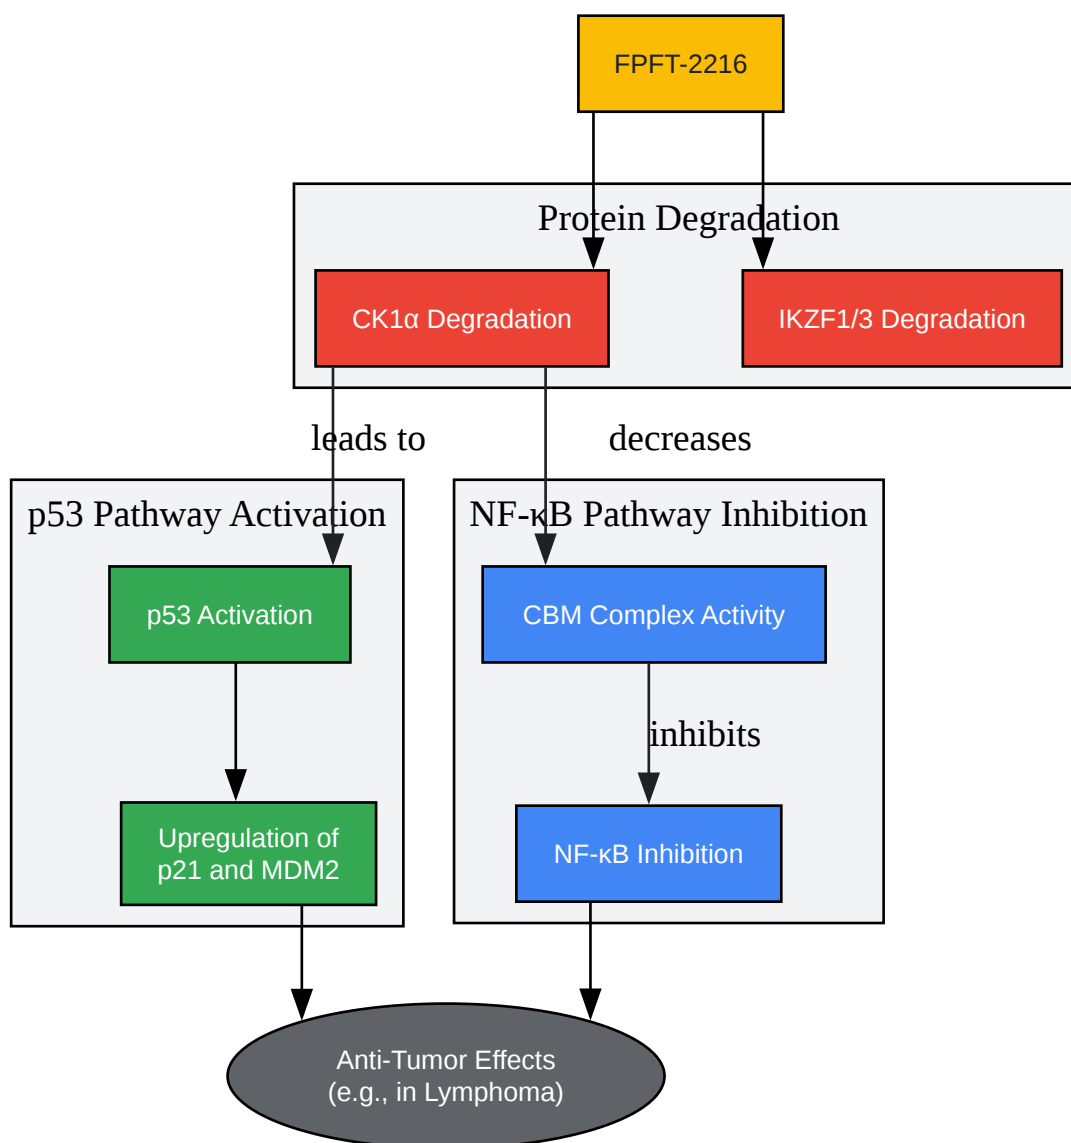 FPFT-2216
Protein Degradation
CK1α Degradation
IKZF1/3 Degradation
leads to
decreases
p53 Pathway Activation
NF-κB Pathway Inhibition
p53 Activation
CBM Complex Activity
inhibits
Upregulation of
p21 and MDM2
NF-κB Inhibition
Anti-Tumor Effects
(e.g., in Lymphoma)